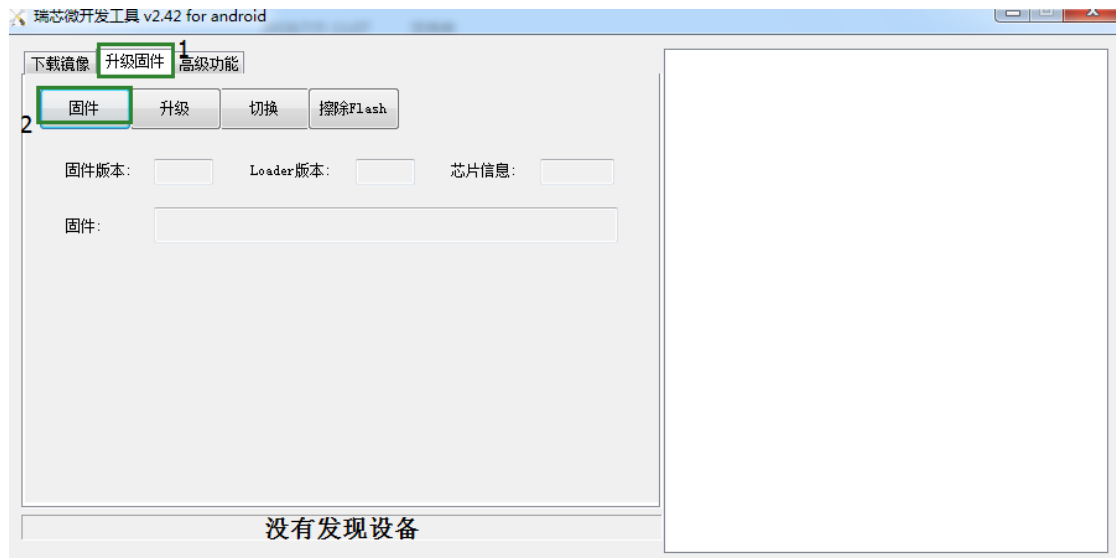 瑞芯微开发工具 v2.42 for android
1
下载镜像 升级固件 高级功能
固件 升级 切换 擦除Flash
2
固件版本: Loader版本: 芯片信息:
固件:
没有发现设备